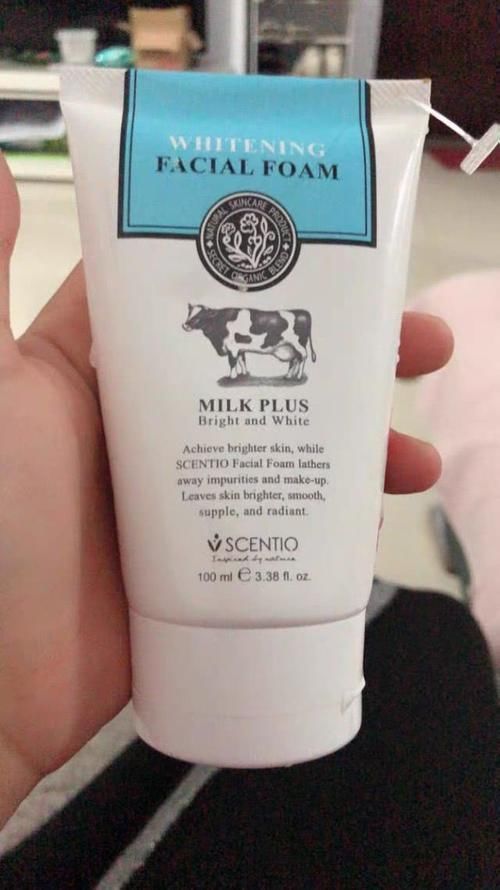 WHITENING
FACIAL FOAM
NATURAL SKINCARE PRODUCT
SECRET ORGANIC BLEND
MILK PLUS
Bright and White
Achieve brighter skin, while
SCENTIO Facial Foam lathers
away impurities and make-up.
Leaves skin brighter, smooth,
supple, and radiant.
SCENTIO
Inspired by nature
100 ml e 3.38 fl. oz.